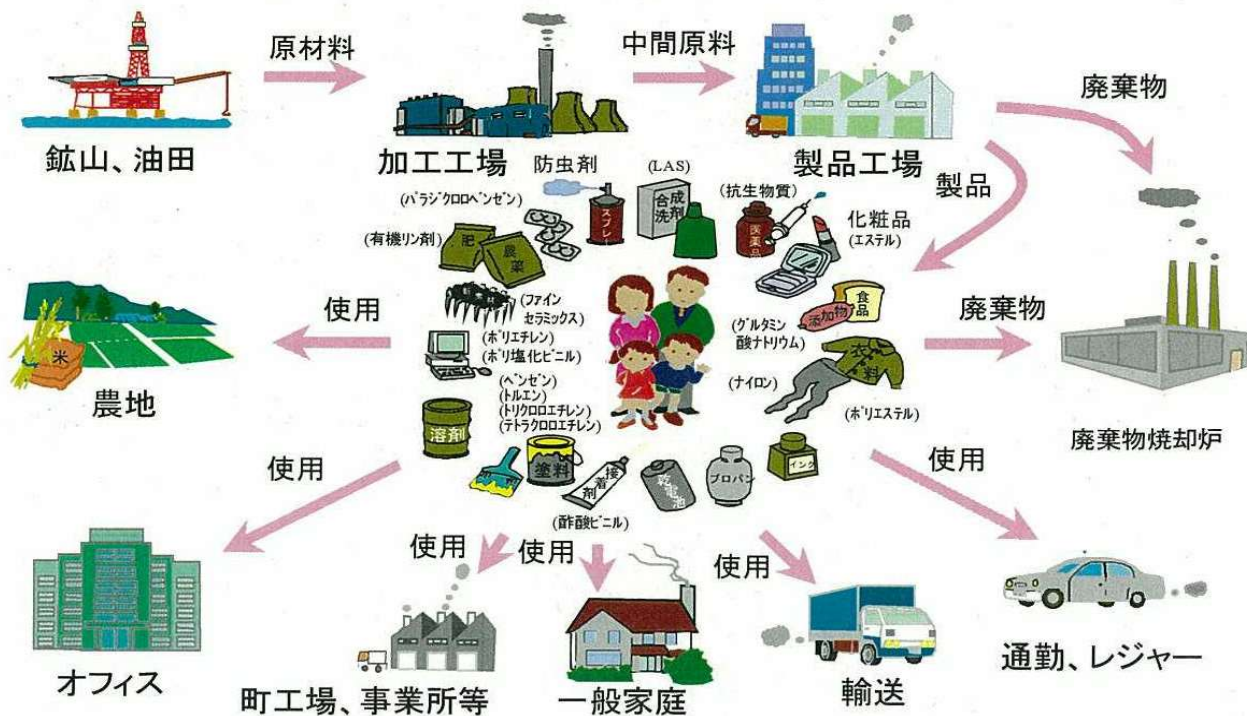 原材料
中間原料
廃棄物
鉱山、油田
加工工場
製品工場
製品
防虫剤
(LAS)
(抗生物質)
化粧品
(エステル)
(パラジクロロベンゼン)
(有機リン剤)
肥
農薬
スプレー
合成洗剤
医薬品
食品
添加物
(グルタミン
酸ナトリウム)
廃棄物
使用
米
農地
(ファイン
セラミックス)
(ポリエチレン)
(ポリ塩化ビニル)
(ベンゼン)
(トルエン)
(トリクロロエチレン)
(テトラクロロエチレン)
衣料
(ナイロン)
(ポリエステル)
廃棄物焼却炉
溶剤
塗料
接着剤
(酢酸ビニル)
乾電池
プロパン
インク
使用
使用
使用
使用
使用
オフィス
町工場、事業所等
一般家庭
輸送
通勤、レジャー